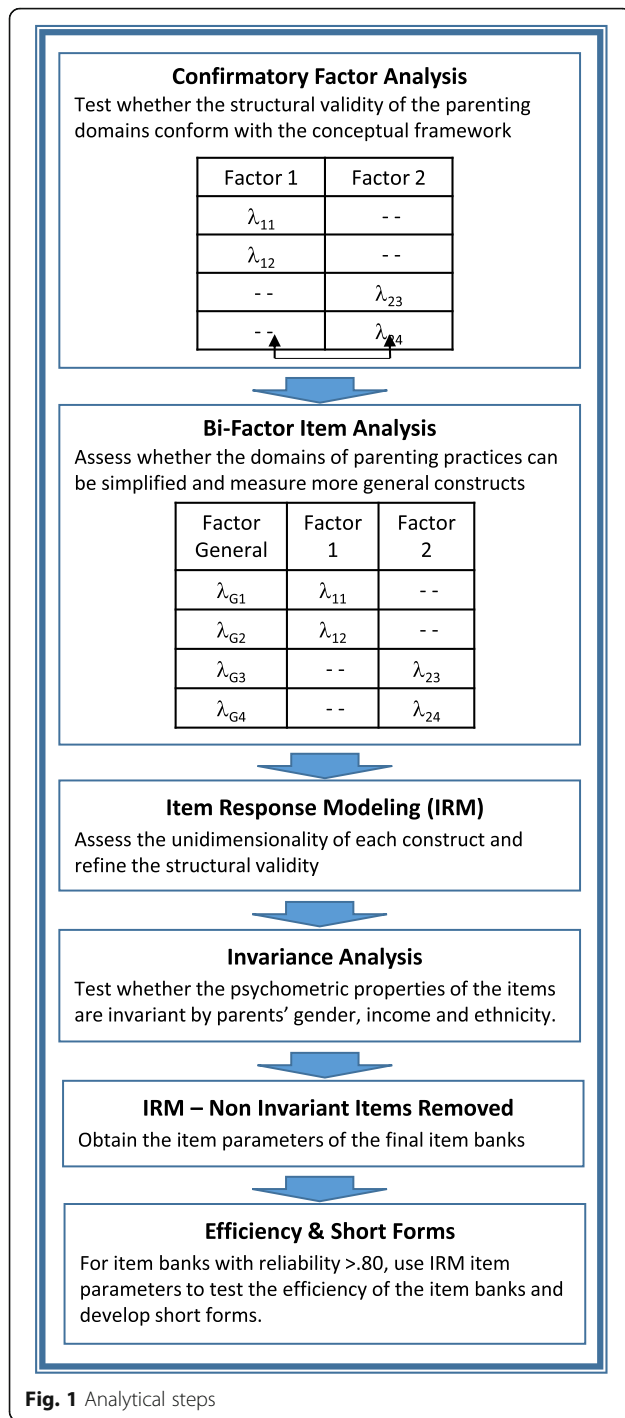 Confirmatory Factor Analysis
Test whether the structural validity of the parenting
domains conform with the conceptual framework
Factor 1 Factor 2
λ11 - -
λ12 - -
- - λ23
- - λ24
Bi-Factor Item Analysis
Assess whether the domains of parenting practices can
be simplified and measure more general constructs
Factor Factor Factor
General 1 2
λG1 λ11 - -
λG2 λ12 - -
λG3 - - λ23
λG4 - - λ24
Item Response Modeling (IRM)
Assess the unidimensionality of each construct and
refine the structural validity
Invariance Analysis
Test whether the psychometric properties of the items
are invariant by parents’ gender, income and ethnicity.
IRM – Non Invariant Items Removed
Obtain the item parameters of the final item banks
Efficiency & Short Forms
For item banks with reliability >.80, use IRM item
parameters to test the efficiency of the item banks and
develop short forms.
Fig. 1 Analytical steps